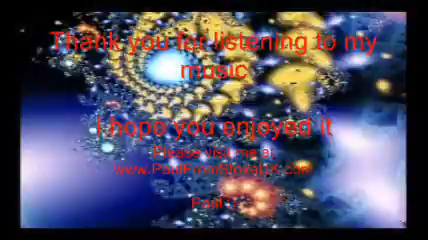 Thank you for listening to my
music
I hope you enjoyed it
Please visit me at
Paul